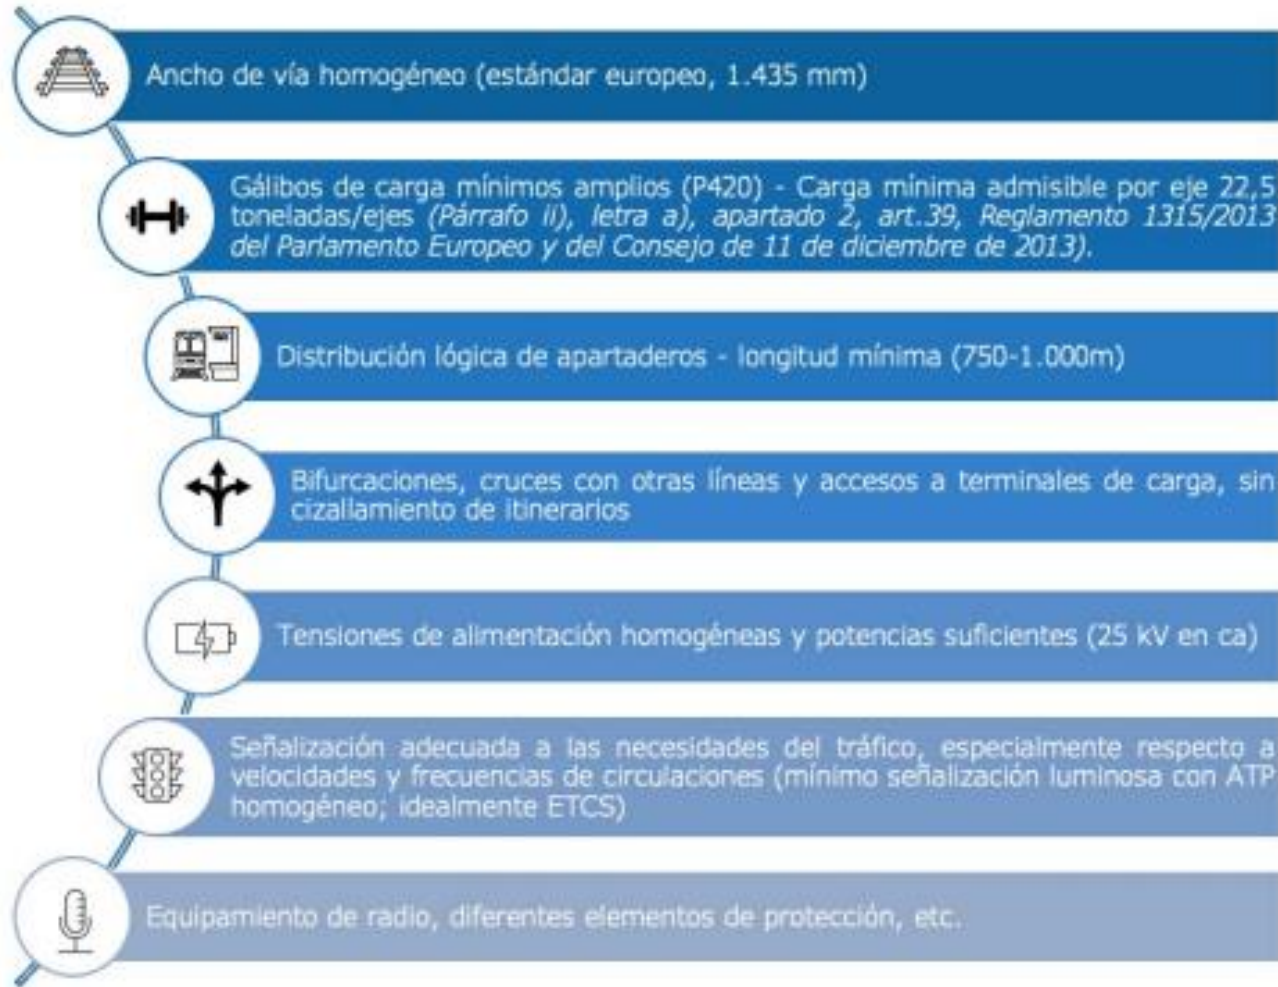 Ancho de vía homogéneo (estándar europeo, 1.435 mm)
Gálibos de carga mínimos amplios (P420) - Carga mínima admisible por eje 22,5
toneladas/ejes (Párrafo ii), letra a), apartado 2, art.39, Reglamento 1315/2013
del Parlamento Europeo y del Consejo de 11 de diciembre de 2013).
Distribución lógica de apartaderos - longitud mínima (750-1.000m)
Bifurcaciones, cruces con otras líneas y accesos a terminales de carga, sin
cizallamiento de itinerarios
Tensiones de alimentación homogéneas y potencias suficientes (25 kV en ca)
Señalización adecuada a las necesidades del tráfico, especialmente respecto a
velocidades y frecuencias de circulaciones (mínimo señalización luminosa con ATP
homogéneo; idealmente ETCS)
Equipamiento de radio, diferentes elementos de protección, etc.